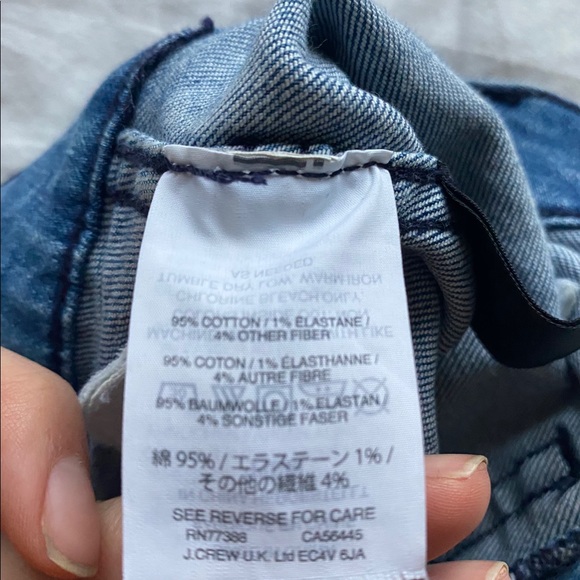 95% COTTON / 1% ELASTANE /
4% OTHER FIBER
95% COTON / 1% ÉLASTHANNE /
4% AUTRE FIBRE
95% BAUMWOLLE / 1% ELASTAN /
4% SONSTIGE FASER
綿 95% / エラステーン 1% /
その他の繊維 4%
SEE REVERSE FOR CARE
RN77388 CA56445
J.CREW U.K. Ltd EC4V 6JA